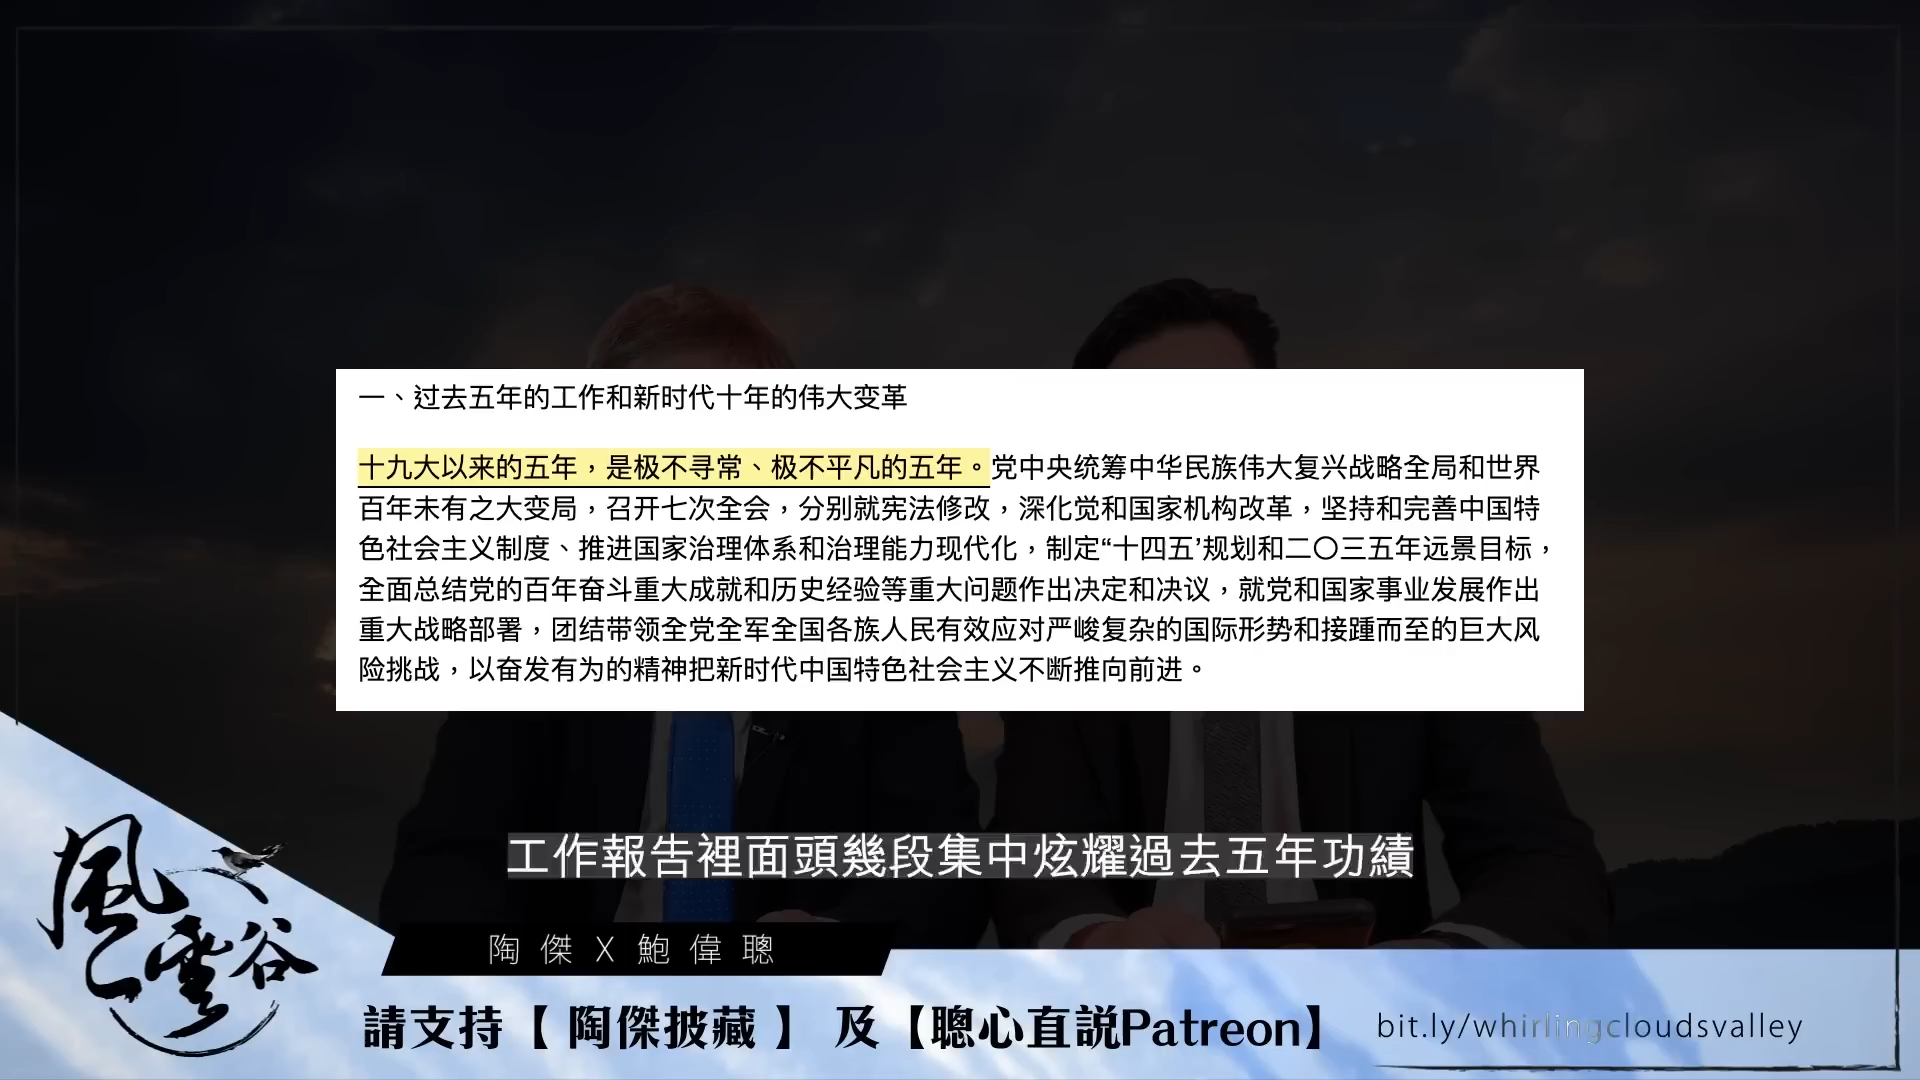 一、过去五年的工作和新时代十年的伟大变革
十九大以来的五年，是极不寻常、极不平凡的五年。党中央统筹中华民族伟大复兴战略全局和世界
百年未有之大变局，召开七次全会，分别就宪法修改，深化党和国家机构改革，坚持和完善中国特
色社会主义制度、推进国家治理体系和治理能力现代化，制定“十四五’规划和二〇三五年远景目标，
全面总结党的百年奋斗重大成就和历史经验等重大问题作出决定和决议，就党和国家事业发展作出
重大战略部署，团结带领全党全军全国各族人民有效应对严峻复杂的国际形势和接踵而至的巨大风
险挑战，以奋发有为的精神把新时代中国特色社会主义不断推向前进。
工作報告裡面頭幾段集中炫耀過去五年功績
風雲谷
陶傑X鮑偉聰
請支持【陶傑披藏】及【聰心直説Patreon】
bit.ly/whirlingcloudsvalley